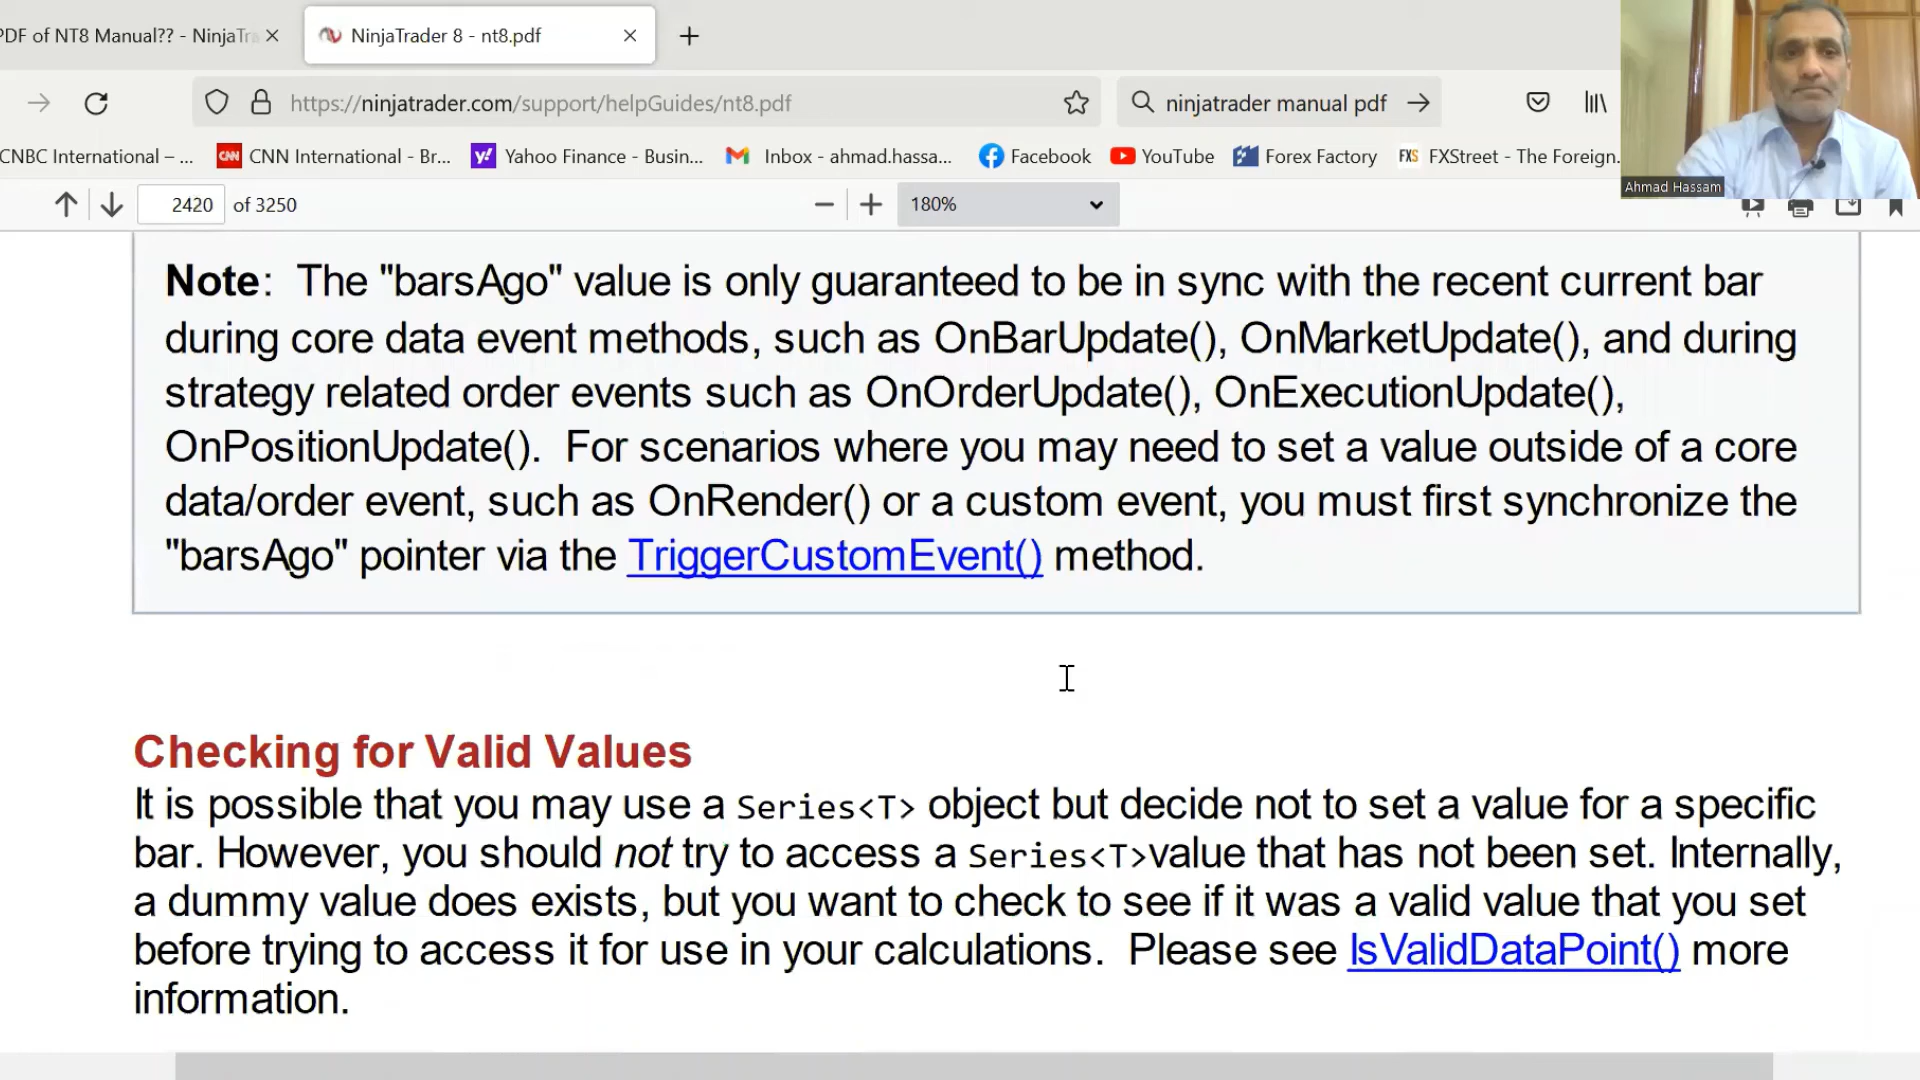 PDF of NT8 Manual?? - NinjaTra
NinjaTrader 8 - nt8.pdf
https://ninjatrader.com/support/helpGuides/nt8.pdf
ninjatrader manual pdf
CNBC International – ...
CNN
CNN International - Br...
y!
Yahoo Finance - Busin...
Inbox - ahmad.hassa...
Facebook
YouTube
Forex Factory
FXS
FXStreet - The Foreign.
Ahmad Hassam
2420 of 3250
180%
Note: The "barsAgo" value is only guaranteed to be in sync with the recent current bar
during core data event methods, such as OnBarUpdate(), OnMarketUpdate(), and during
strategy related order events such as OnOrderUpdate(), OnExecutionUpdate(),
OnPositionUpdate(). For scenarios where you may need to set a value outside of a core
data/order event, such as OnRender() or a custom event, you must first synchronize the
"barsAgo" pointer via the TriggerCustomEvent() method.
Checking for Valid Values
It is possible that you may use a Series<T> object but decide not to set a value for a specific
bar. However, you should not try to access a Series<T>value that has not been set. Internally,
a dummy value does exists, but you want to check to see if it was a valid value that you set
before trying to access it for use in your calculations. Please see IsValidDataPoint() more
information.